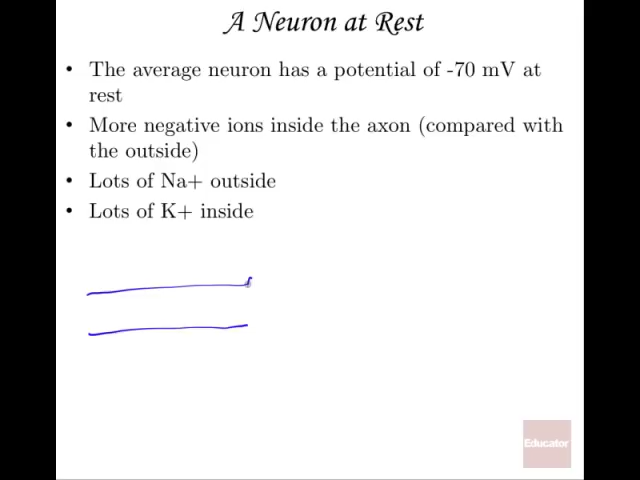 A Neuron at Rest
• The average neuron has a potential of -70 mV at
rest
• More negative ions inside the axon (compared with
the outside)
• Lots of Na+ outside
• Lots of K+ inside
Educator